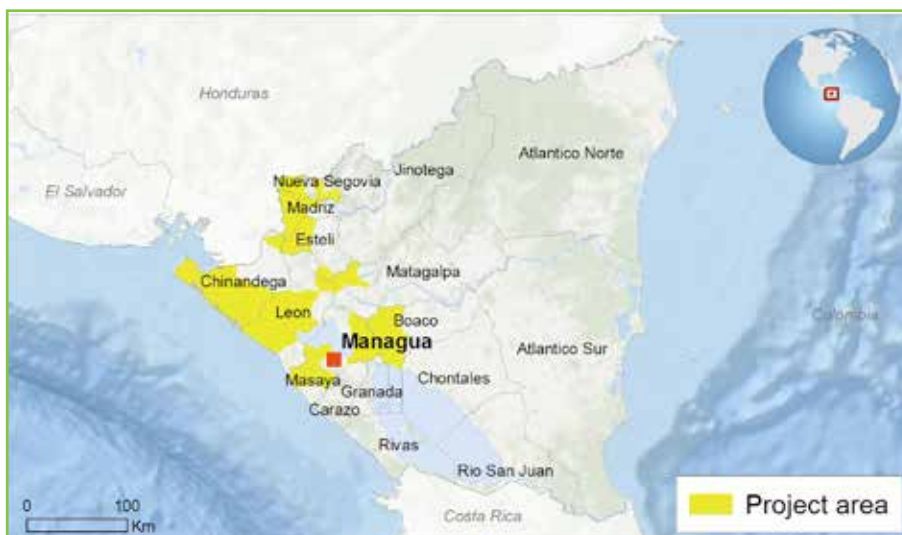 Honduras
El Salvador
Nueva Segovia
Jinotega
Atlantico Norte
Madriz
Esteli
Chinandega
Matagalpa
Leon
Boaco
Colombia
Managua
Atlantico Sur
Masaya
Granada
Chontales
Carazo
Rivas
Rio San Juan
0 100
Km
Costa Rica
Project area